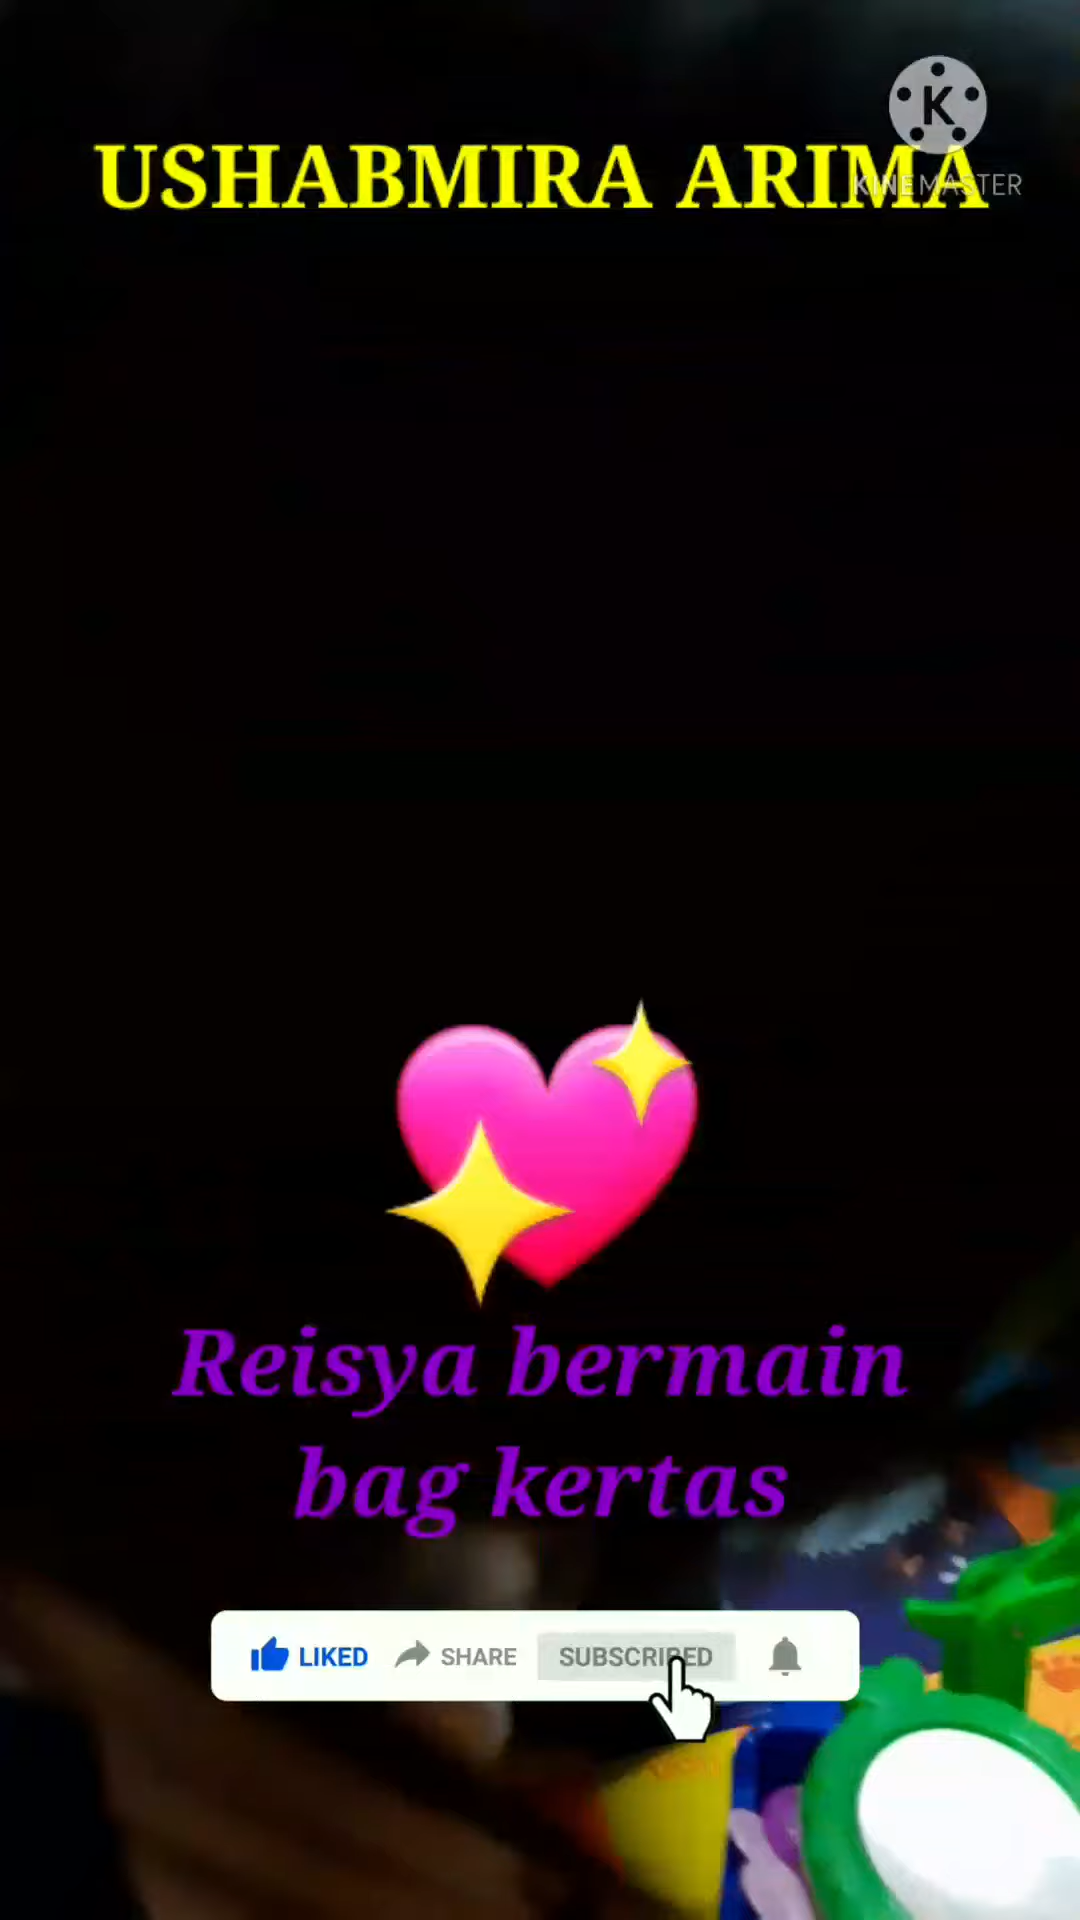 K
USHABMIRA ARIMA
KINEMASTER
Reisya bermain
bag kertas
LIKED SHARE SUBSCRIBED